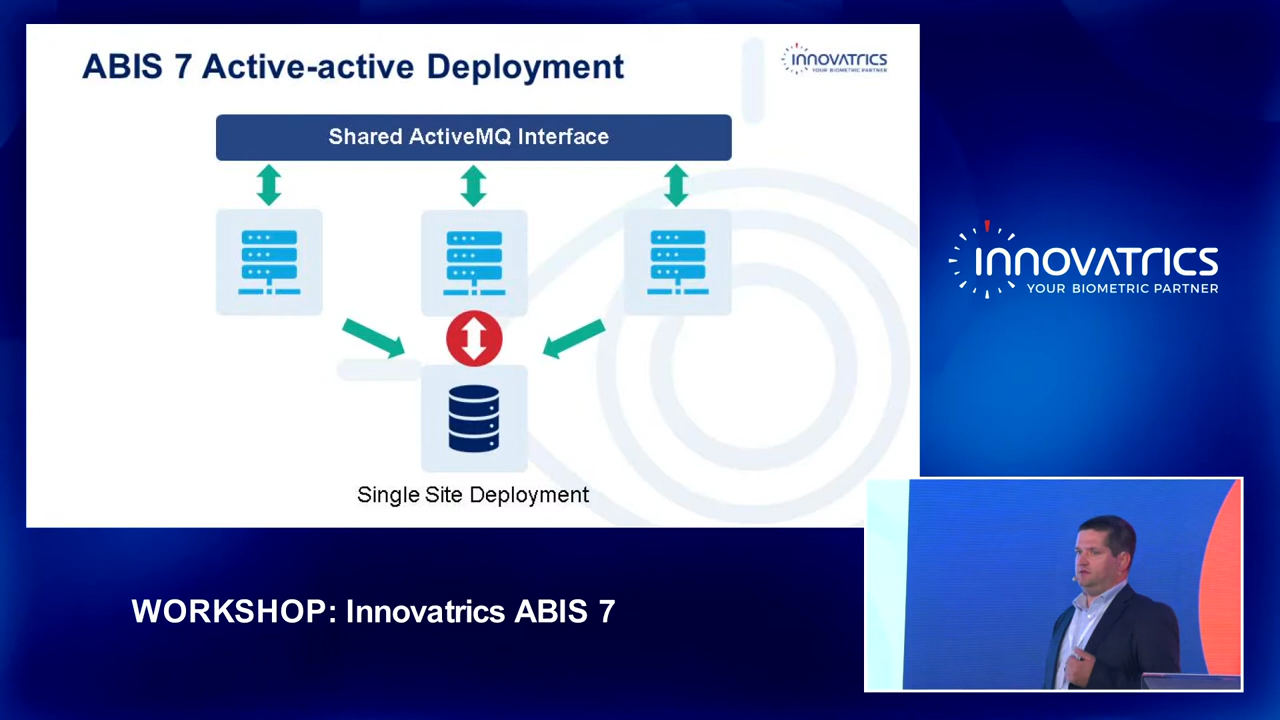 ABIS 7 Active-active Deployment
INNOVATRICS
YOUR BIOMETRIC PARTNER
Shared ActiveMQ Interface
Single Site Deployment
INNOVATRICS
YOUR BIOMETRIC PARTNER
WORKSHOP: Innovatrics ABIS 7